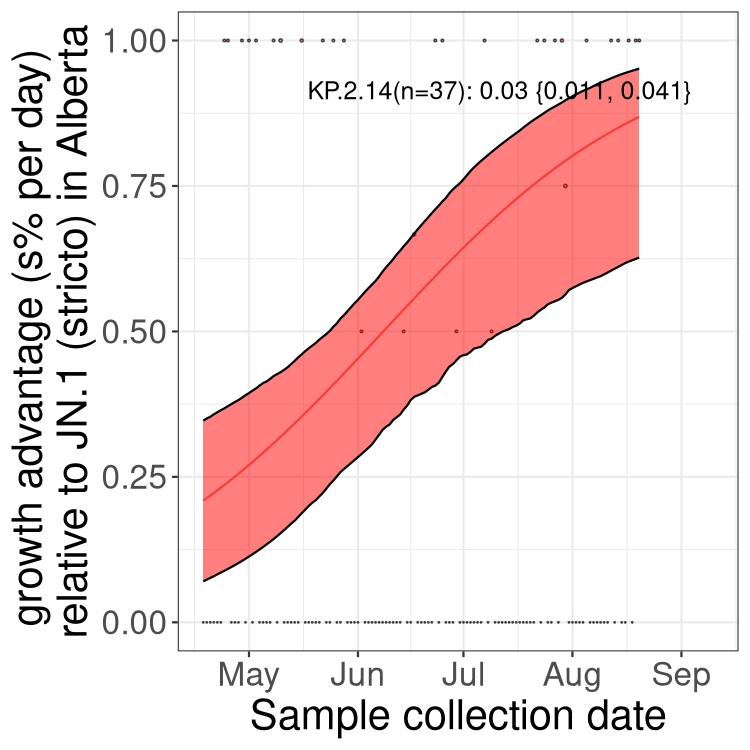 growth advantage (s% per day)
relative to JN.1 (stricto) in Alberta
1.00
0.75
0.50
0.25
0.00
KP.2.14(n=37): 0.03 {0.011, 0.041}
May Jun Jul Aug Sep
Sample collection date